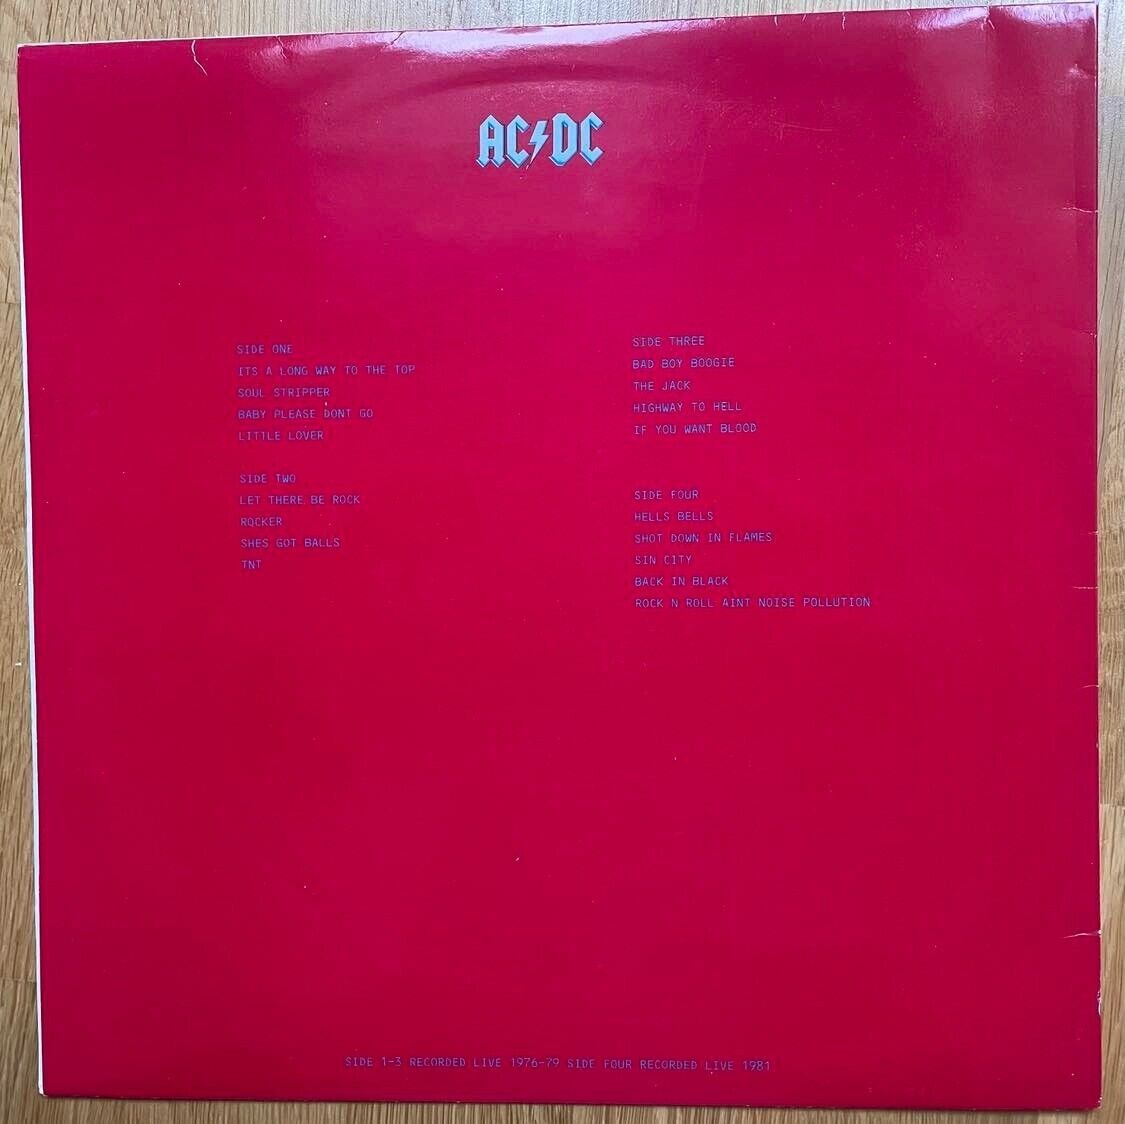 AC⚡DC
SIDE ONE
ITS A LONG WAY TO THE TOP
SOUL STRIPPER
BABY PLEASE DONT GO
LITTLE LOVER
SIDE TWO
LET THERE BE ROCK
ROCKER
SHES GOT BALLS
TNT
SIDE THREE
BAD BOY BOOGIE
THE JACK
HIGHWAY TO HELL
IF YOU WANT BLOOD
SIDE FOUR
HELLS BELLS
SHOT DOWN IN FLAMES
SIN CITY
BACK IN BLACK
ROCK N ROLL AINT NOISE POLLUTION
SIDE 1-3 RECORDED LIVE 1976-79 SIDE FOUR RECORDED LIVE 1981